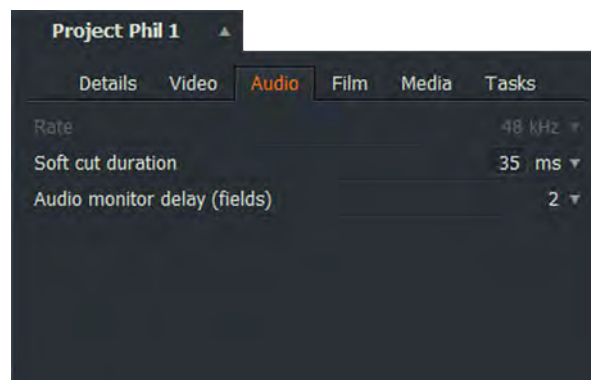 Project Phil 1
Details Video Audio Film Media Tasks
Rate 48 kHz
Soft cut duration 35 ms
Audio monitor delay (fields) 2